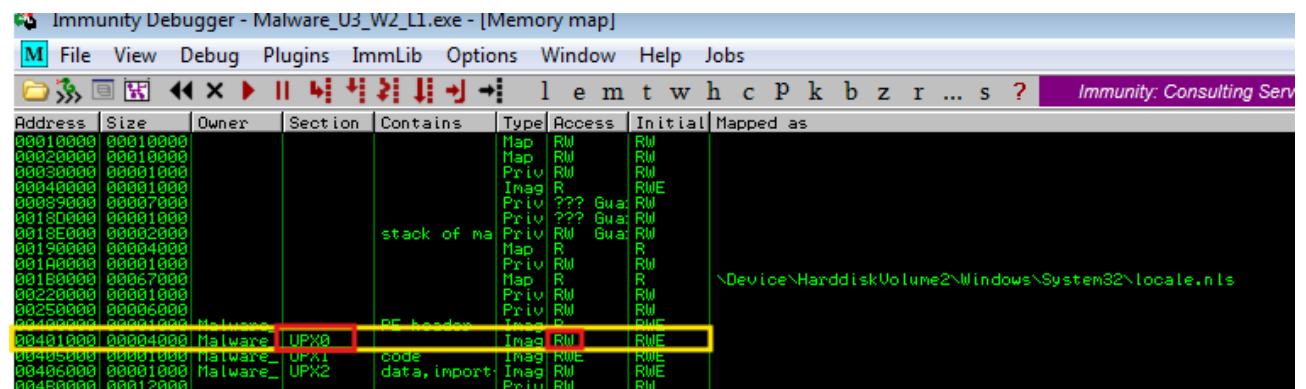 Immunity Debugger - Malware_U3_W2_L1.exe - [Memory map]
M File View Debug Plugins ImmLib Options Window Help Jobs
l e m t w h c P k b z r ... s ? Immunity: Consulting Serv
Address Size Owner Section Contains Type Access Initial Mapped as
00010000 00010000 Map RW RW
00020000 00010000 Map RW RW
00030000 00001000 Priv RW RW
00040000 00001000 Imag R RWE
00089000 00007000 Priv ??? Gua: RW
0018D000 00001000 Priv ??? Gua: RW
0018E000 00002000 stack of ma Priv RW Gua: RW
00190000 00004000 Map R R
001A0000 00001000 Priv RW RW
001B0000 00067000 Map R R \Device\HarddiskVolume2\Windows\System32\locale.nls
00220000 00001000 Priv RW RW
00250000 00006000 Priv RW RW
00400000 00001000 Malware_ PE header Imag R RWE
00401000 00004000 Malware_ UPX0 Imag RW RWE
00405000 00001000 Malware_ UPX1 code Imag RWE RWE
00406000 00001000 Malware_ UPX2 data,import Imag RW RWE
004B0000 00012000 Priv RW RW